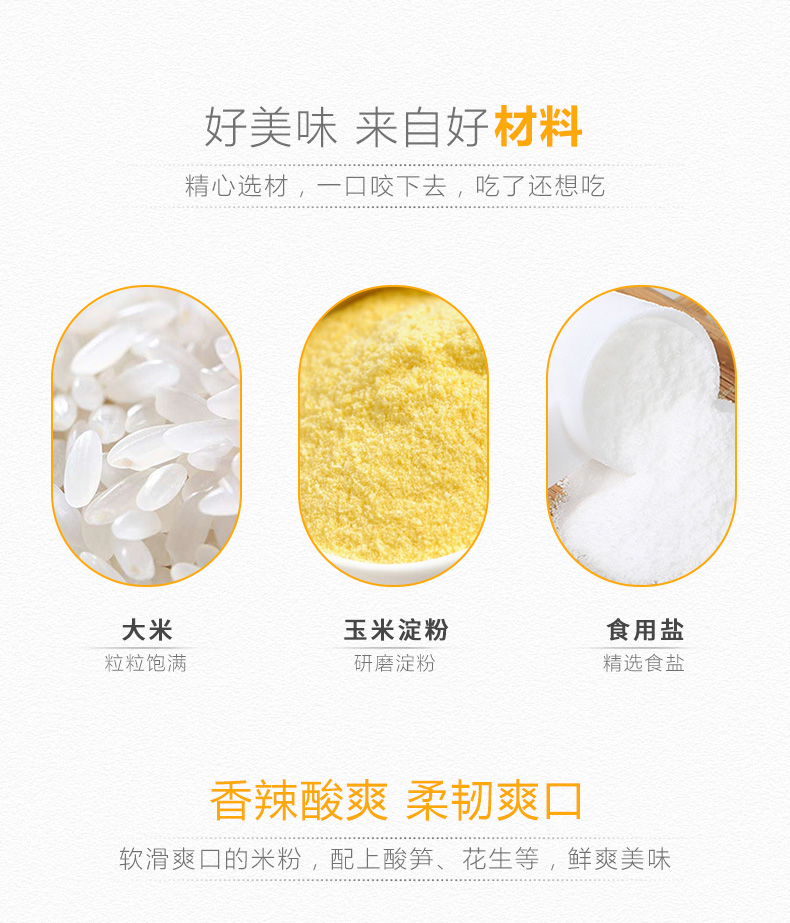 好美味 来自好材料
精心选材，一口咬下去，吃了还想吃
大米
粒粒饱满
玉米淀粉
研磨淀粉
食用盐
精选食盐
香辣酸爽 柔韧爽口
软滑爽口的米粉，配上酸笋、花生等，鲜爽美味